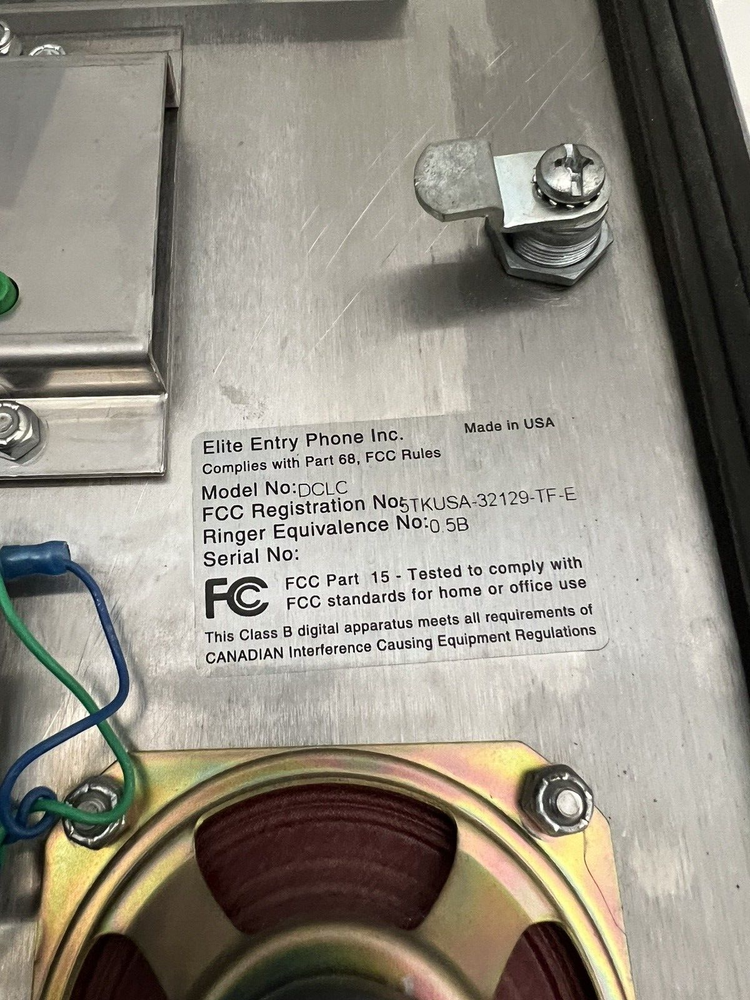 Elite Entry Phone Inc. Made in USA
Complies with Part 68, FCC Rules
Model No:DCLC
FCC Registration No:5TKUSA-32129-TF-E
Ringer Equivalence No:0.5B
Serial No:
FC FCC Part 15 - Tested to comply with
FCC standards for home or office use
This Class B digital apparatus meets all requirements of
CANADIAN Interference Causing Equipment Regulations